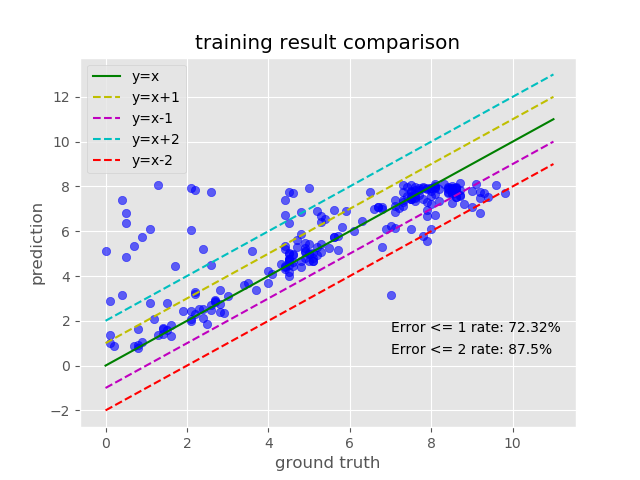 training result comparison
y=x
y=x+1
y=x-1
y=x+2
y=x-2
12
10
8
6
4
2
0
−2
prediction
Error <= 1 rate: 72.32%
Error <= 2 rate: 87.5%
0 2 4 6 8 10
ground truth